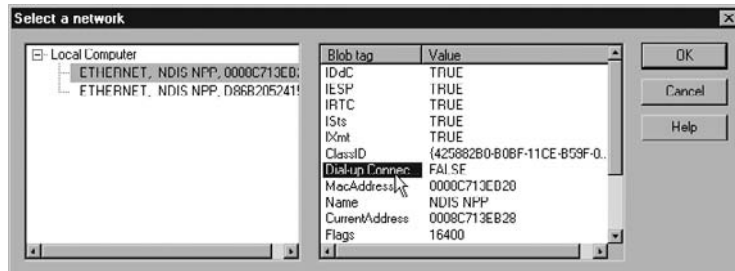 Select a network
Local Computer
ETHERNET, NDIS NPP, 0000C713EB
ETHERNET, NDIS NPP, D86B2052415
Blob tag Value
IDdC TRUE
IESP TRUE
IRTC TRUE
ISts TRUE
IXmt TRUE
ClassID {425882B0-B0BF-11CE-B59F-0..
Dial-up Connec FALSE
MacAddress 0000C713EB20
Name NDIS NPP
CurrentAddress 0008C713EB28
Flags 16400
OK
Cancel
Help